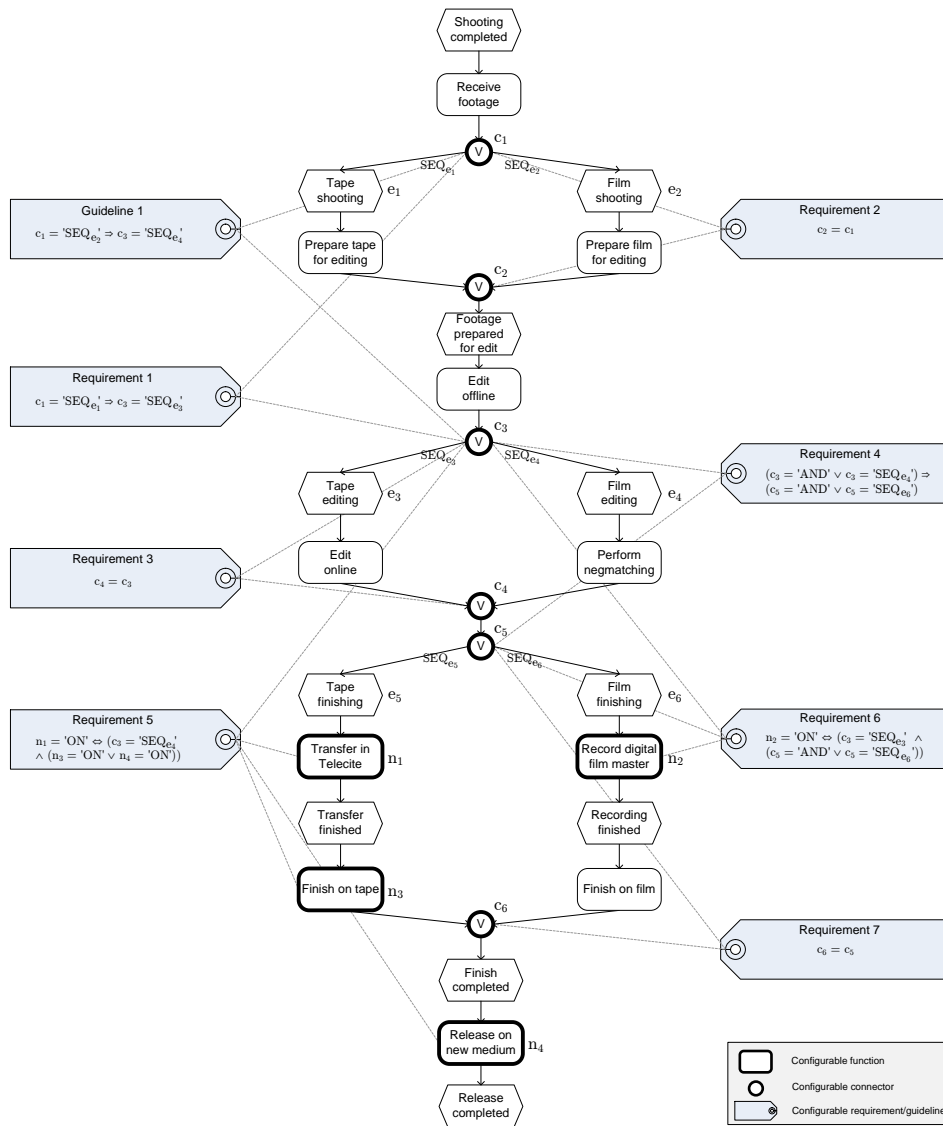 Shooting
completed
Receive
footage
c1
V
SEQe1
SEQe2
Tape
shooting
e1
Film
shooting
e2
Guideline 1
c1 = 'SEQe2' ⇒ c3 = 'SEQe4'
Requirement 2
c2 = c1
Prepare tape
for editing
Prepare film
for editing
c2
V
Footage
prepared
for edit
Requirement 1
c1 = 'SEQe1' ⇒ c3 = 'SEQe3'
Edit
offline
c3
V
SEQe3
SEQe4
Requirement 4
(c3 = 'AND' ∨ c3 = 'SEQe4') ⇒
(c5 = 'AND' ∨ c5 = 'SEQe6')
Tape
editing
e3
Film
editing
e4
Requirement 3
c4 = c3
Edit
online
Perform
negmatching
c4
V
c5
V
SEQe5
SEQe6
Tape
finishing
e5
Film
finishing
e6
Requirement 5
n1 = 'ON' ⇔ (c3 = 'SEQe4'
∧ (n3 = 'ON' ∨ n4 = 'ON'))
Requirement 6
n2 = 'ON' ⇔ (c3 = 'SEQe3' ∧
(c5 = 'AND' ∨ c5 = 'SEQe6'))
Transfer in
Telecite
n1
Record digital
film master
n2
Transfer
finished
Recording
finished
Finish on tape
n3
Finish on film
c6
V
Requirement 7
c6 = c5
Finish
completed
Release on
new medium
n4
Release
completed
Configurable function
Configurable connector
Configurable requirement/guideline